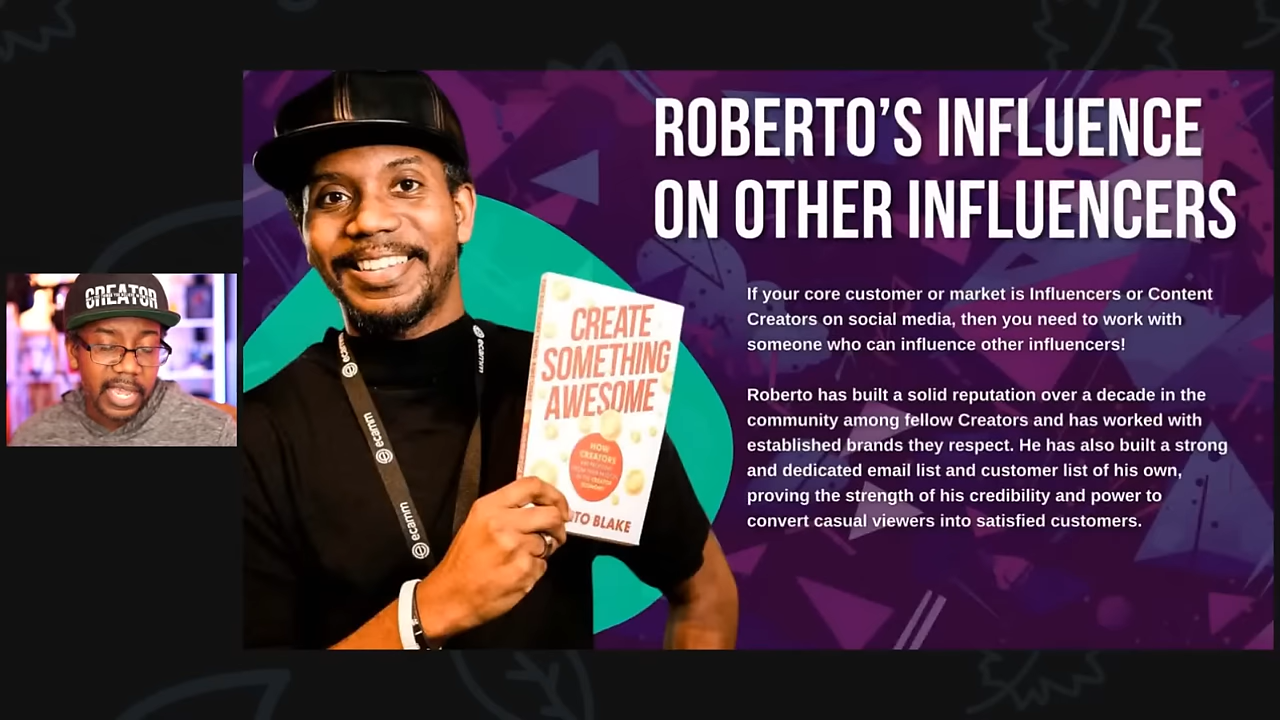 CREATOR
ROBERTO'S INFLUENCE
ON OTHER INFLUENCERS
If your core customer or market is Influencers or Content
Creators on social media, then you need to work with
someone who can influence other influencers!
Roberto has built a solid reputation over a decade in the
community among fellow Creators and has worked with
established brands they respect. He has also built a strong
and dedicated email list and customer list of his own,
proving the strength of his credibility and power to
convert casual viewers into satisfied customers.
ecamm
ecamm
ecamm
ecamm
CREATE
SOMETHING
AWESOME
HOW
CREATORS
TO BLAKE